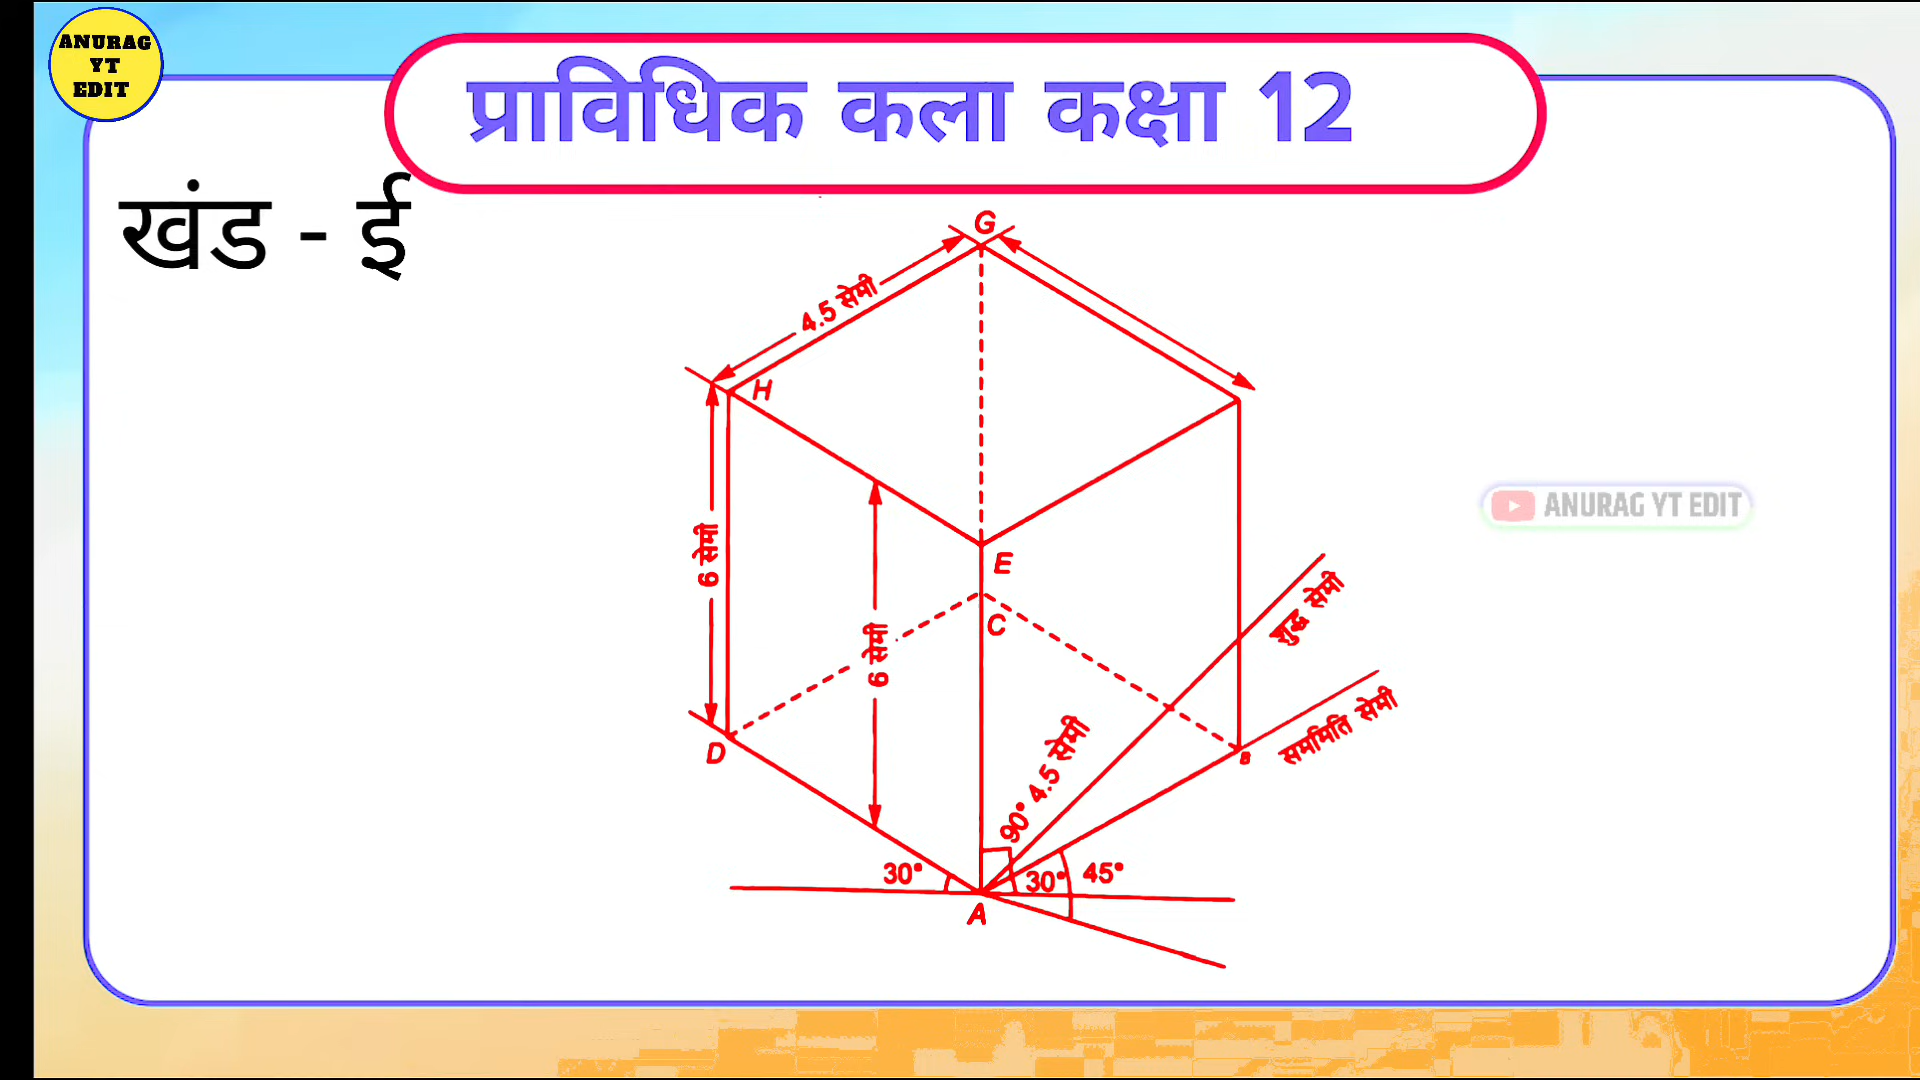 ANURAG
YT
EDIT
प्राविधिक कला कक्षा 12
खंड - ई
G
4.5 सेमी
H
6 सेमी
E
C
6 सेमी
शुद्ध सेमी
सममिति सेमी
D
B
90° 4.5 सेमी
30°
30°
45°
A
ANURAG YT EDIT